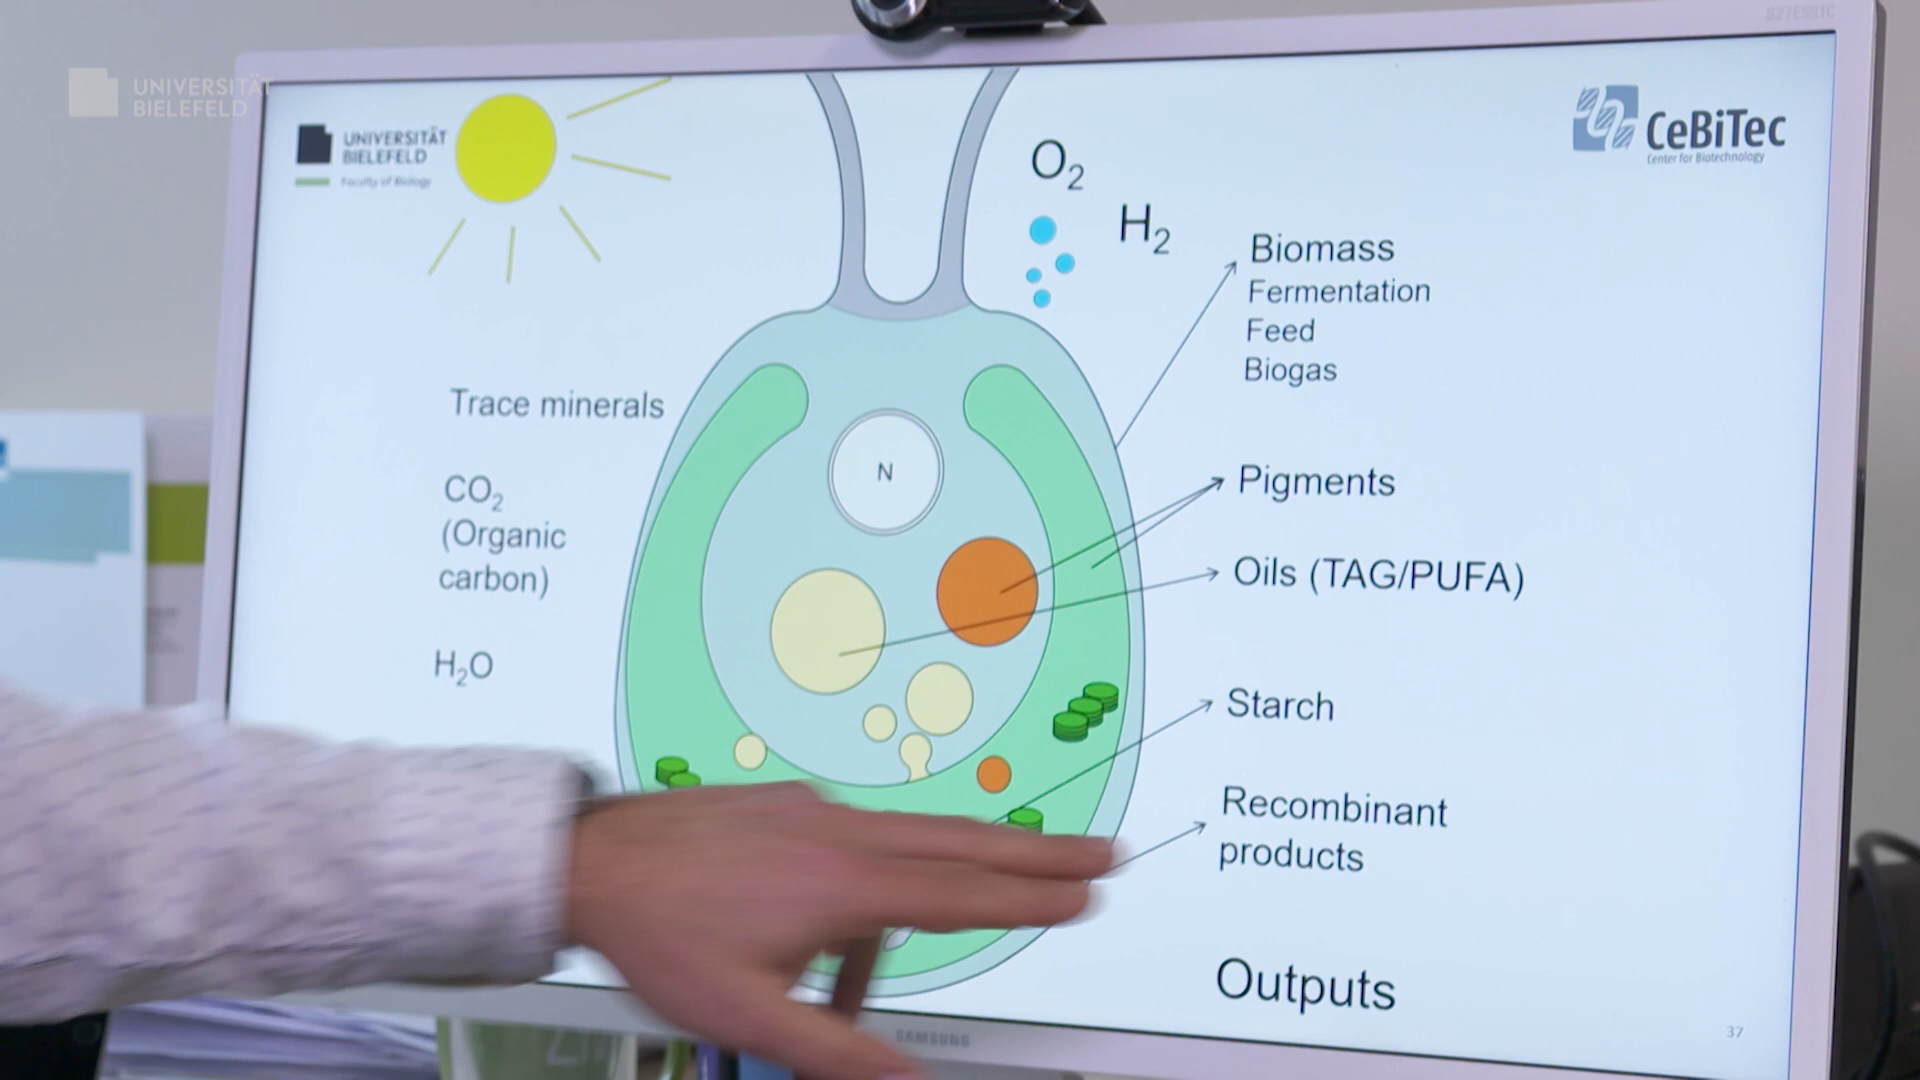 UNIVERSITÄT
BIELEFELD
UNIVERSITÄT
BIELEFELD
Faculty of Biology
CeBiTec
Center for Biotechnology
S27E591C
O₂
H₂
Biomass
Fermentation
Feed
Biogas
Trace minerals
CO₂
(Organic
carbon)
H₂O
N
Pigments
Oils (TAG/PUFA)
Starch
Recombinant
products
Outputs
37
SAMSUNG